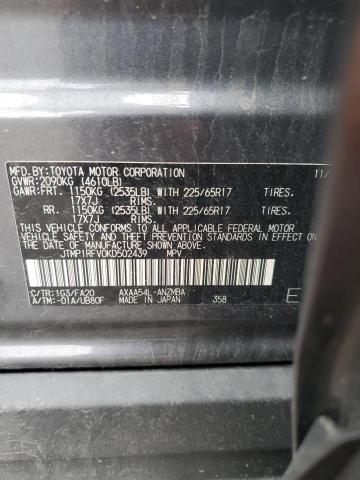 MFD. BY: TOYOTA MOTOR CORPORATION 11/
GVWR: 2090KG (4610LB)
GAWR: FRT. 1150KG (2535LB) WITH 225/65R17 TIRES,
17X7J RIMS,
RR. 1150KG (2535LB) WITH 225/65R17 TIRES,
17X7J RIMS,
THIS VEHICLE CONFORMS TO ALL APPLICABLE FEDERAL
MOTOR VEHICLE SAFETY AND THEFT PREVENTION
STANDARDS IN EFFECT ON THE DATE OF
MANUFACTURE SHOWN ABOVE.
JTMP1RFV0KD502439 MPV
C/TR: 1G3/FA20 AXAA54L-ANZMBA
A/TM: -01A/UB80F MADE IN JAPAN 358 E